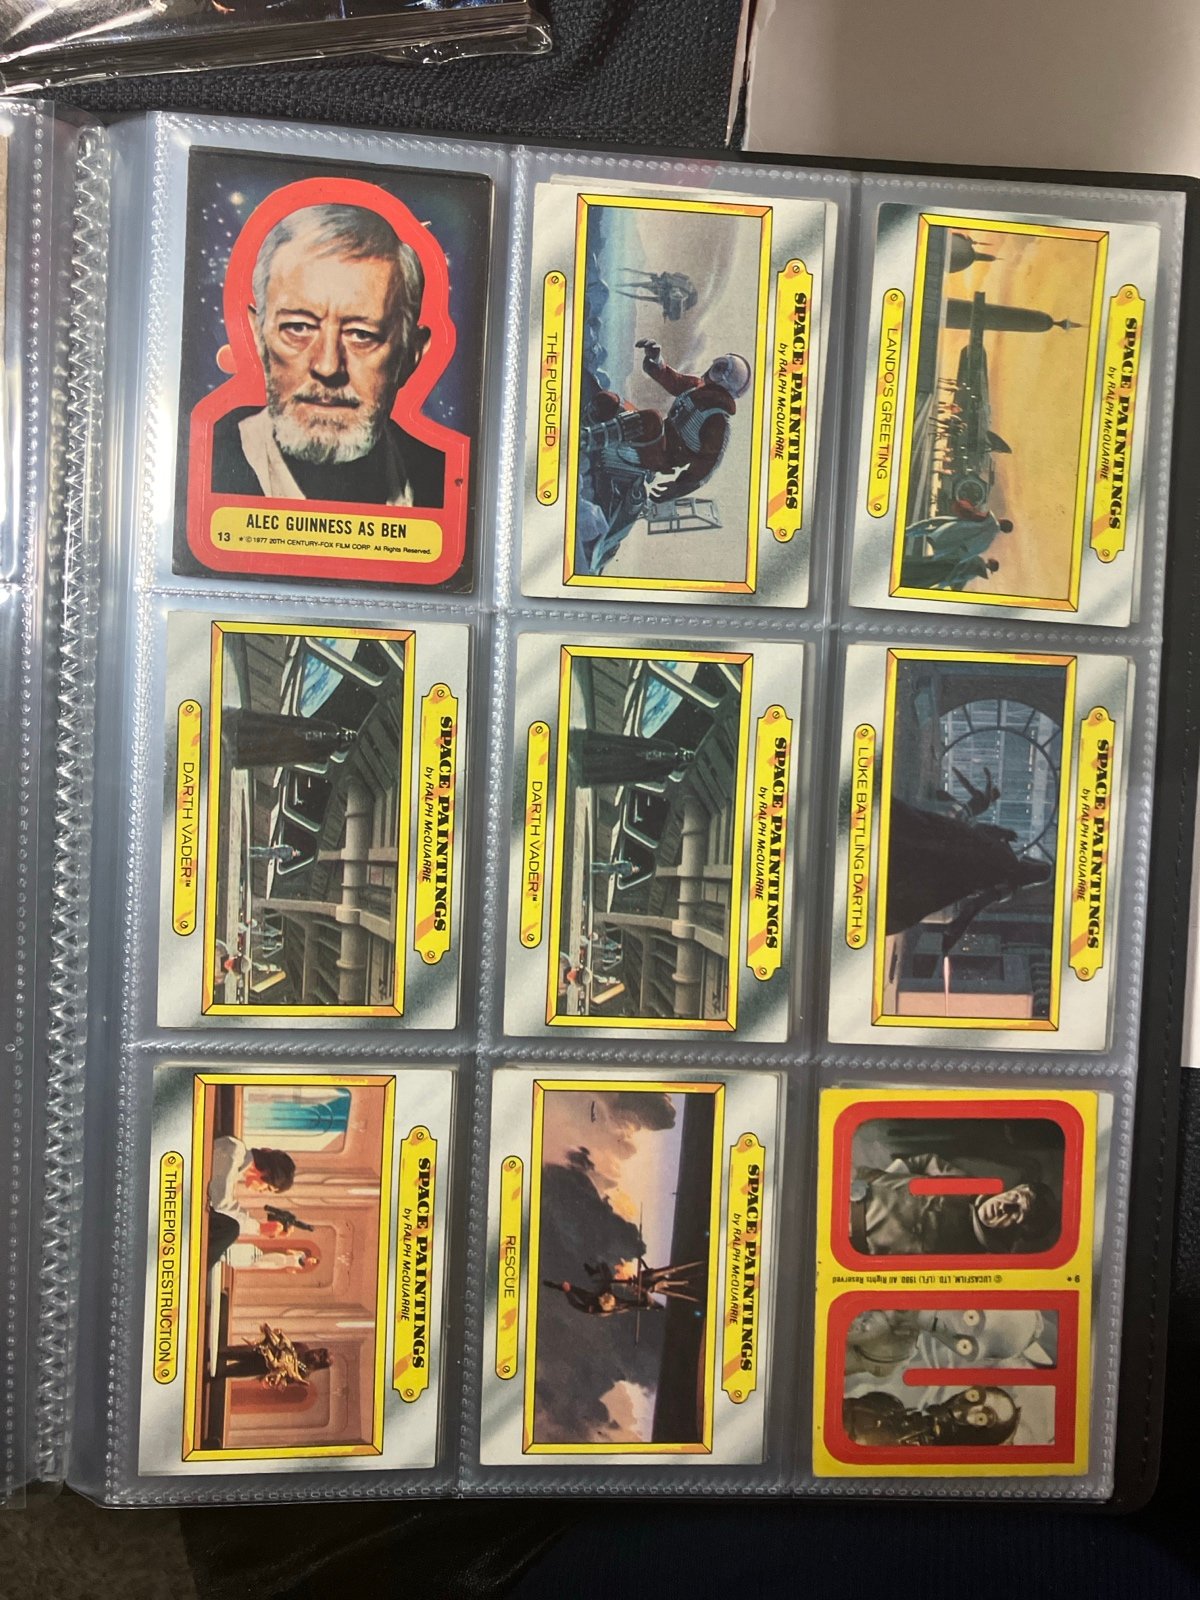 ALEC GUINNESS AS BEN
13 *© 1977 20TH CENTURY-FOX FILM CORP. All Rights Reserved.
SPACE PAINTINGS
by RALPH McQUARRIE
THE PURSUED
SPACE PAINTINGS
by RALPH McQUARRIE
LANDO'S GREETING
SPACE PAINTINGS
by RALPH McQUARRIE
DARTH VADER™
SPACE PAINTINGS
by RALPH McQUARRIE
DARTH VADER™
SPACE PAINTINGS
by RALPH McQUARRIE
LUKE BATTLING DARTH
SPACE PAINTINGS
by RALPH McQUARRIE
THREEPIO'S DESTRUCTION
SPACE PAINTINGS
by RALPH McQUARRIE
RESCUE
I
J
© LUCASFILM, LTD. (LFL) 1980 All Rights Reserved
9*